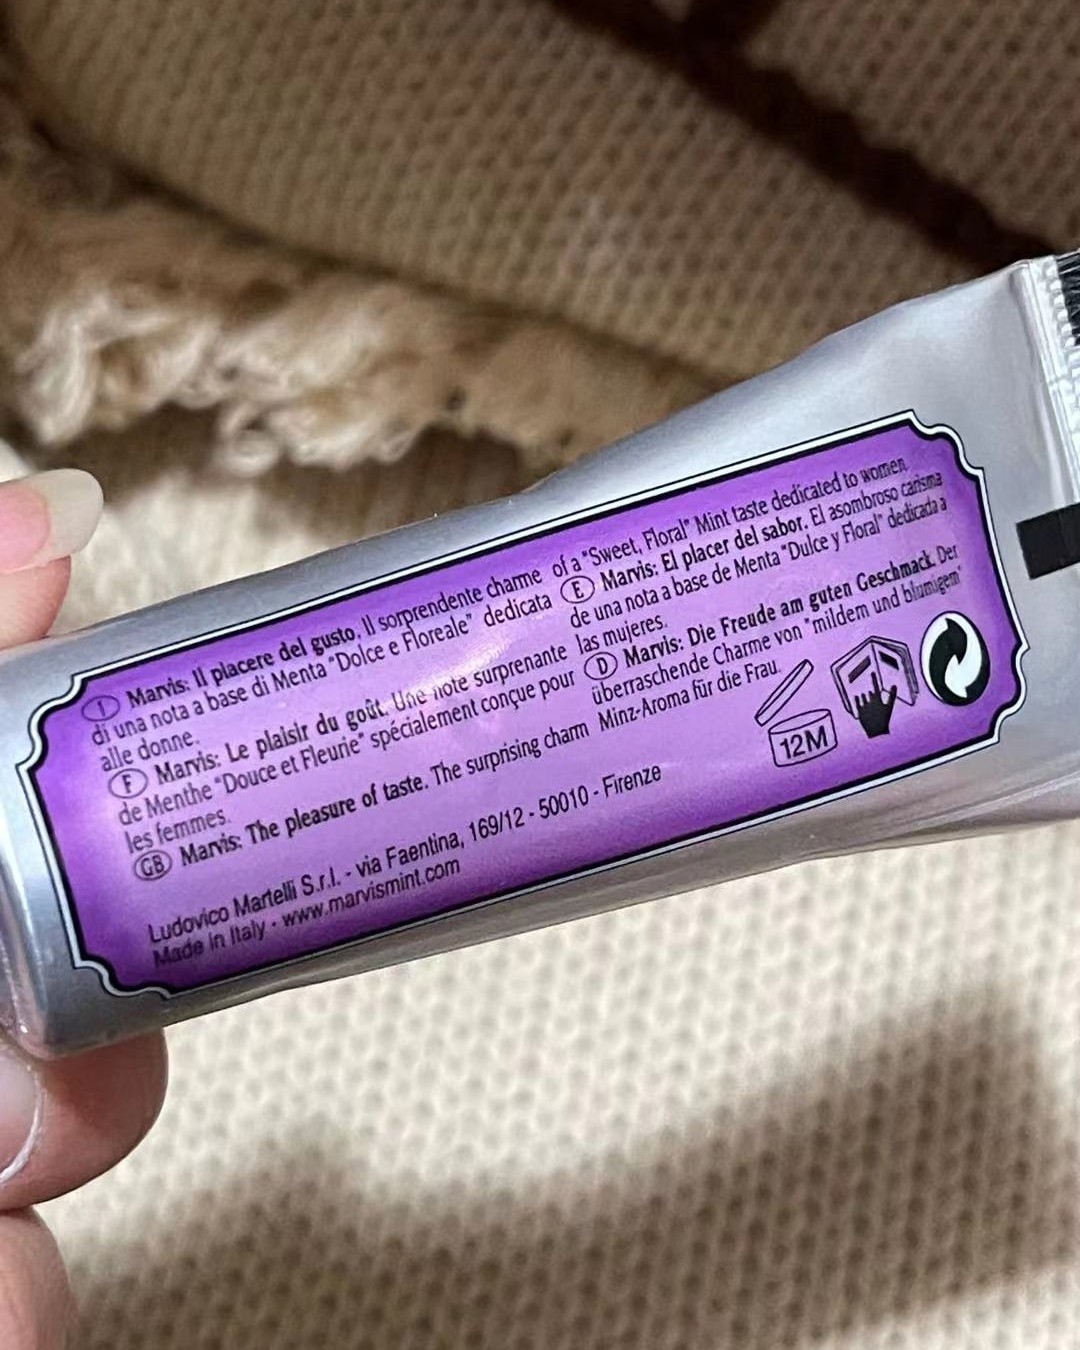 I Marvis: Il placere del gusto. Il sorprendente charme
di una nota a base di Menta "Dolce e Floreale" dedicata
alle donne.
F Marvis: Le plaisir du goût. Une note surprenante
de Menthe "Douce et Fleurie" spécialement conçue pour
les femmes.
GB Marvis: The pleasure of taste. The surprising charm
of a "Sweet, Floral" Mint taste dedicated to women
E Marvis: El placer del sabor. El asombroso carisma
de una nota a base de Menta "Dulce y Floral" dedicada a
las mujeres.
D Marvis: Die Freude am guten Geschmack. Der
überraschende Charme von "mildem und blumigem"
Minz-Aroma für die Frau.
12M
Ludovico Martelli S.r.l. - via Faentina, 169/12 - 50010 - Firenze
Made in Italy - www.marvismint.com